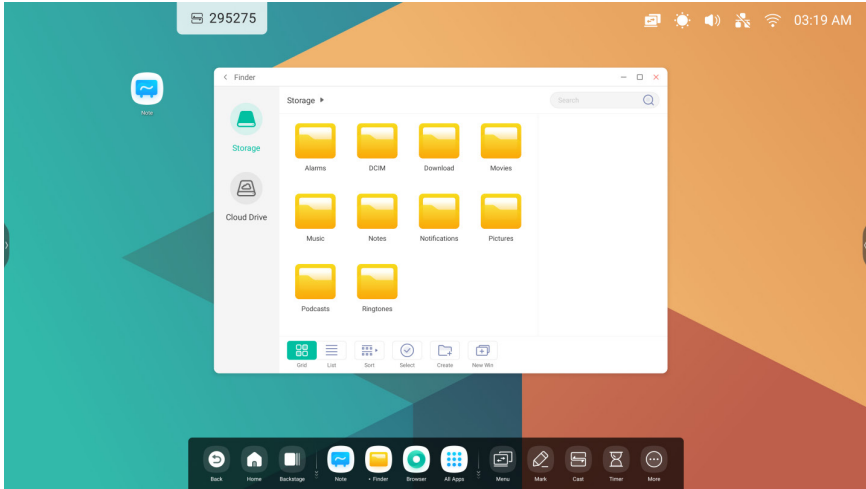 295275
03:19 AM
Note
Finder
Storage
Search
Storage
Cloud Drive
Alarms DCIM Download Movies
Music Notes Notifications Pictures
Podcasts Ringtones
Grid List Sort Select Create New Win
Back Home Backstage Note • Finder Browser All Apps Menu Mark Cast Timer More